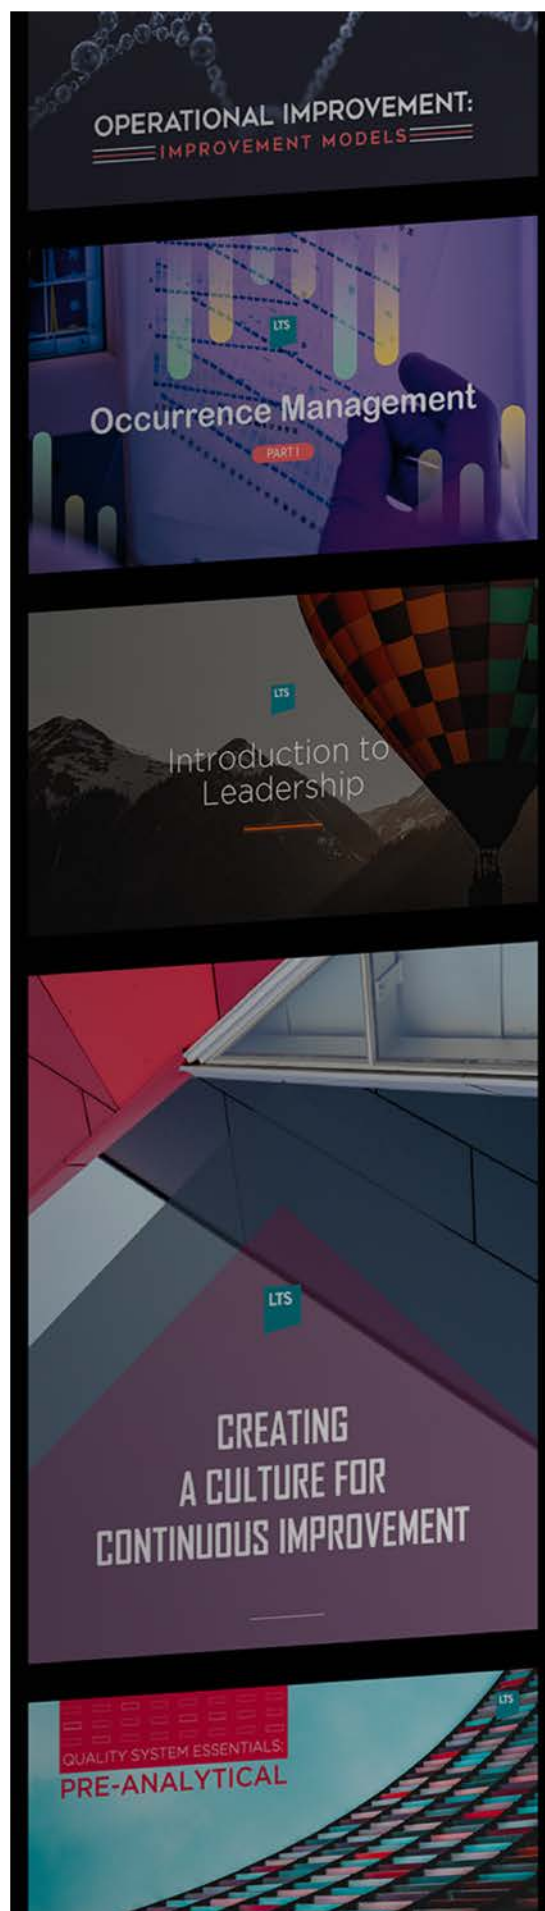 OPERATIONAL IMPROVEMENT:
IMPROVEMENT MODELS
LTS
Occurrence Management
PART I
LTS
Introduction to
Leadership
LTS
CREATING
A CULTURE FOR
CONTINUOUS IMPROVEMENT
LTS
QUALITY SYSTEM ESSENTIALS:
PRE-ANALYTICAL